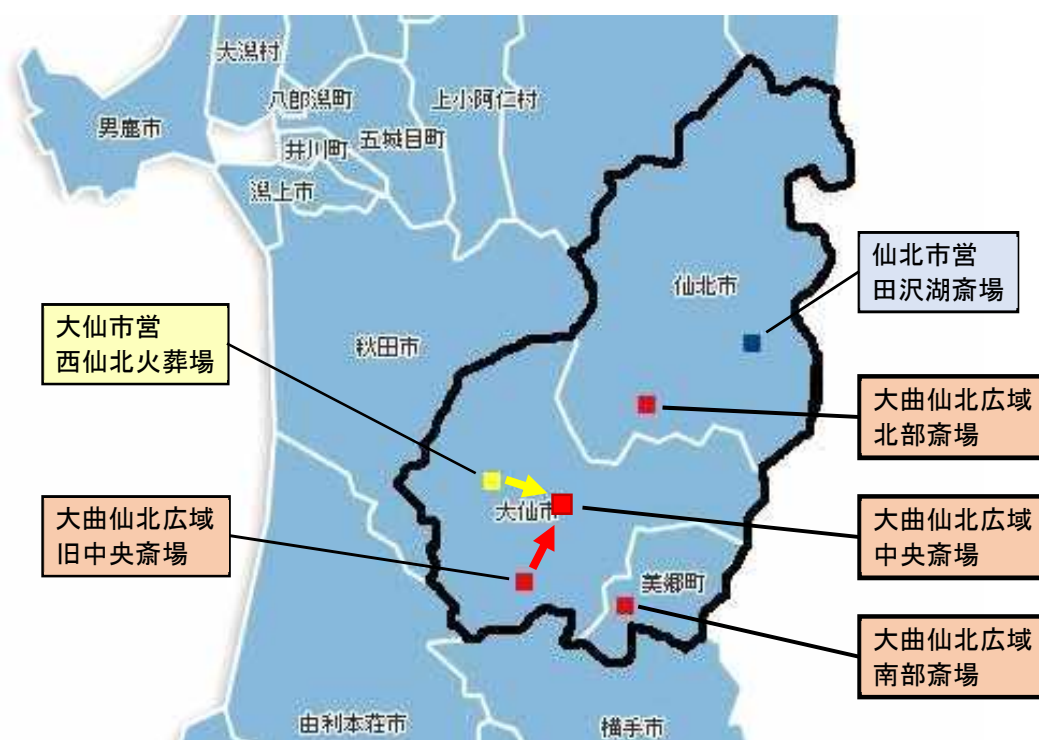 大潟村
八郎潟町
上小阿仁村
男鹿市
五城目町
井川町
潟上市
仙北市営
田沢湖斎場
仙北市
大仙市営
西仙北火葬場
秋田市
大曲仙北広域
北部斎場
大仙市
大曲仙北広域
旧中央斎場
大曲仙北広域
中央斎場
美郷町
大曲仙北広域
南部斎場
由利本荘市
横手市